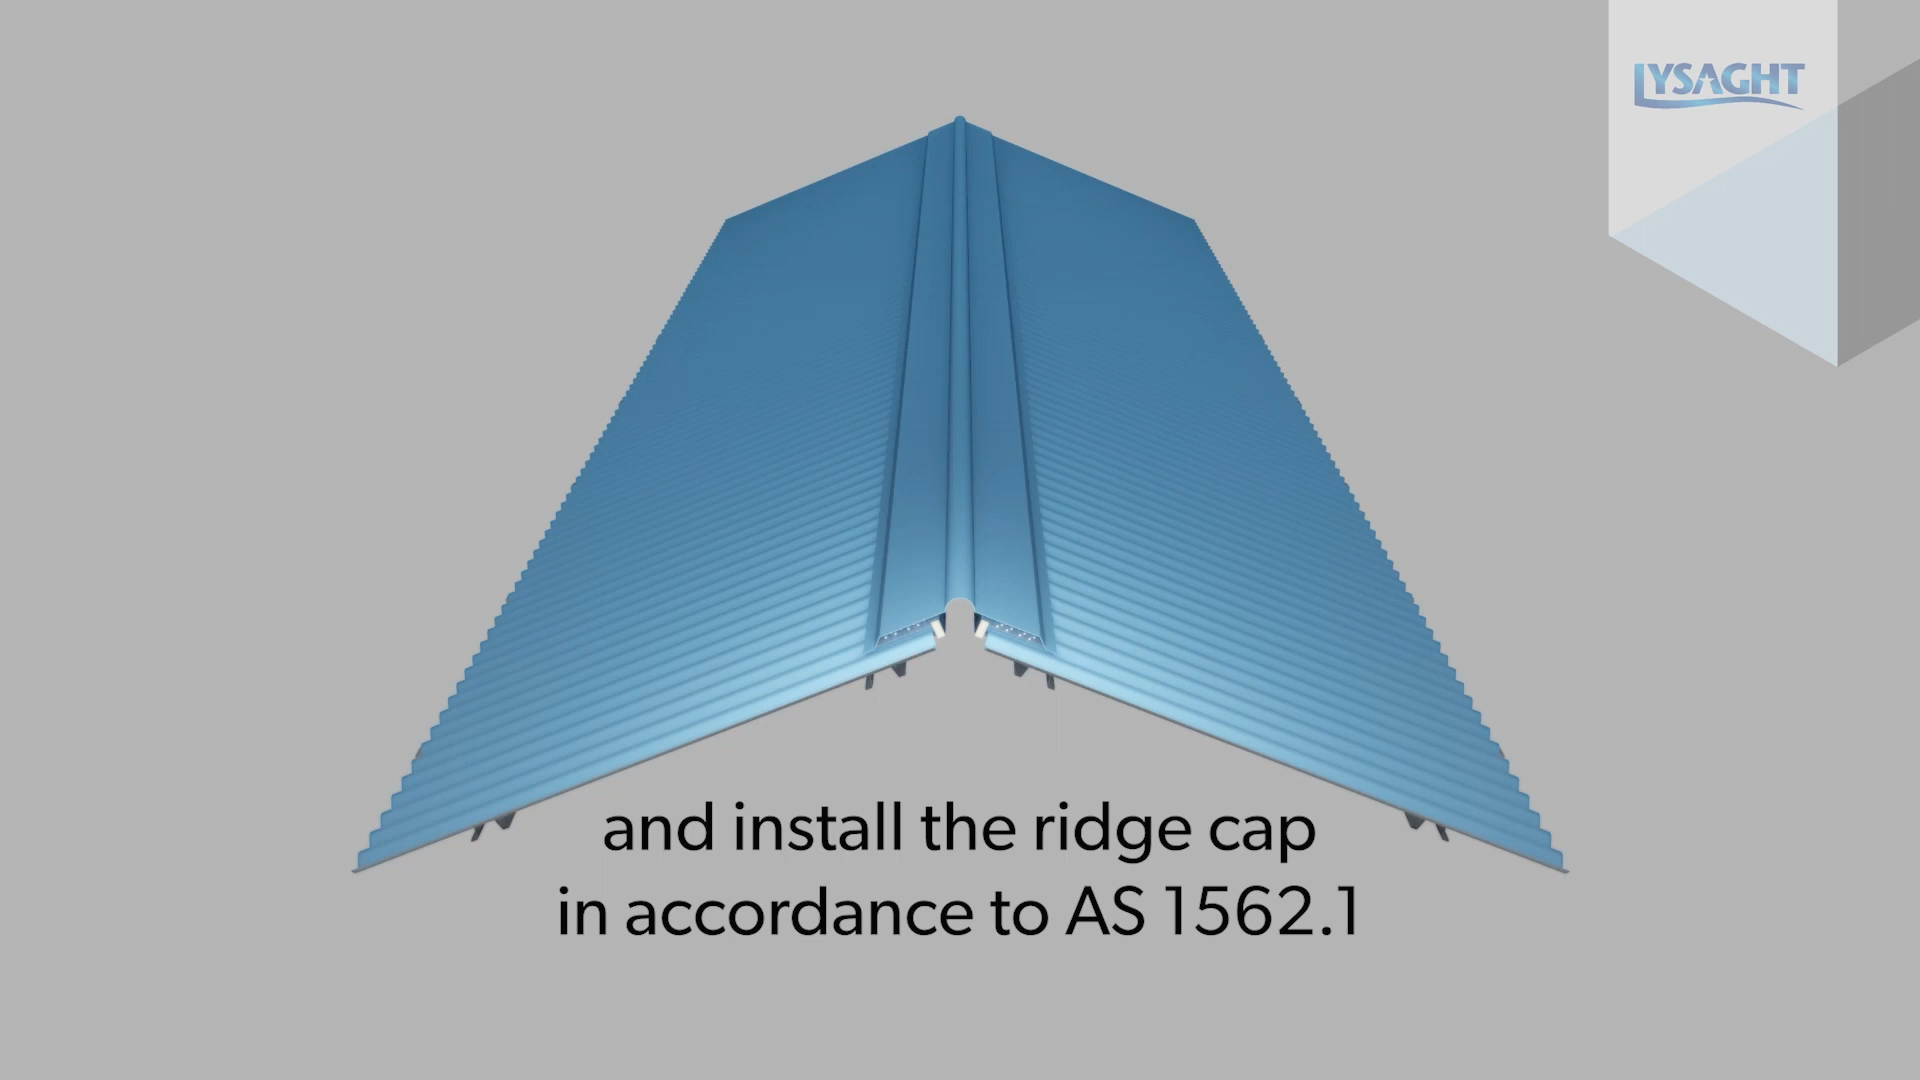 LYSAGHT
and install the ridge cap
in accordance to AS 1562.1